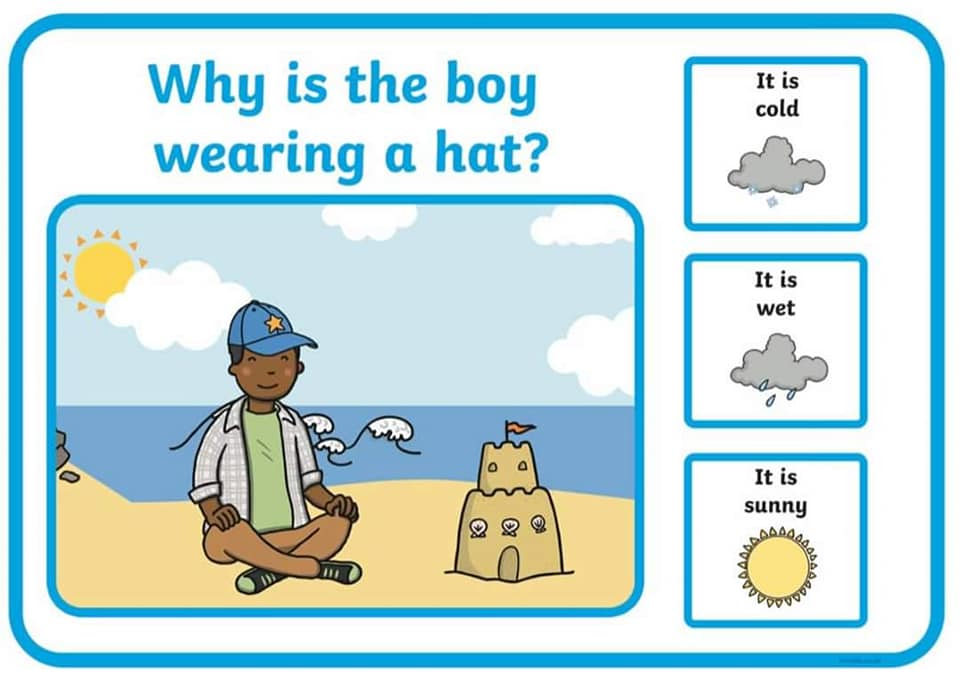 Why is the boy
wearing a hat?
It is
cold
It is
wet
It is
sunny